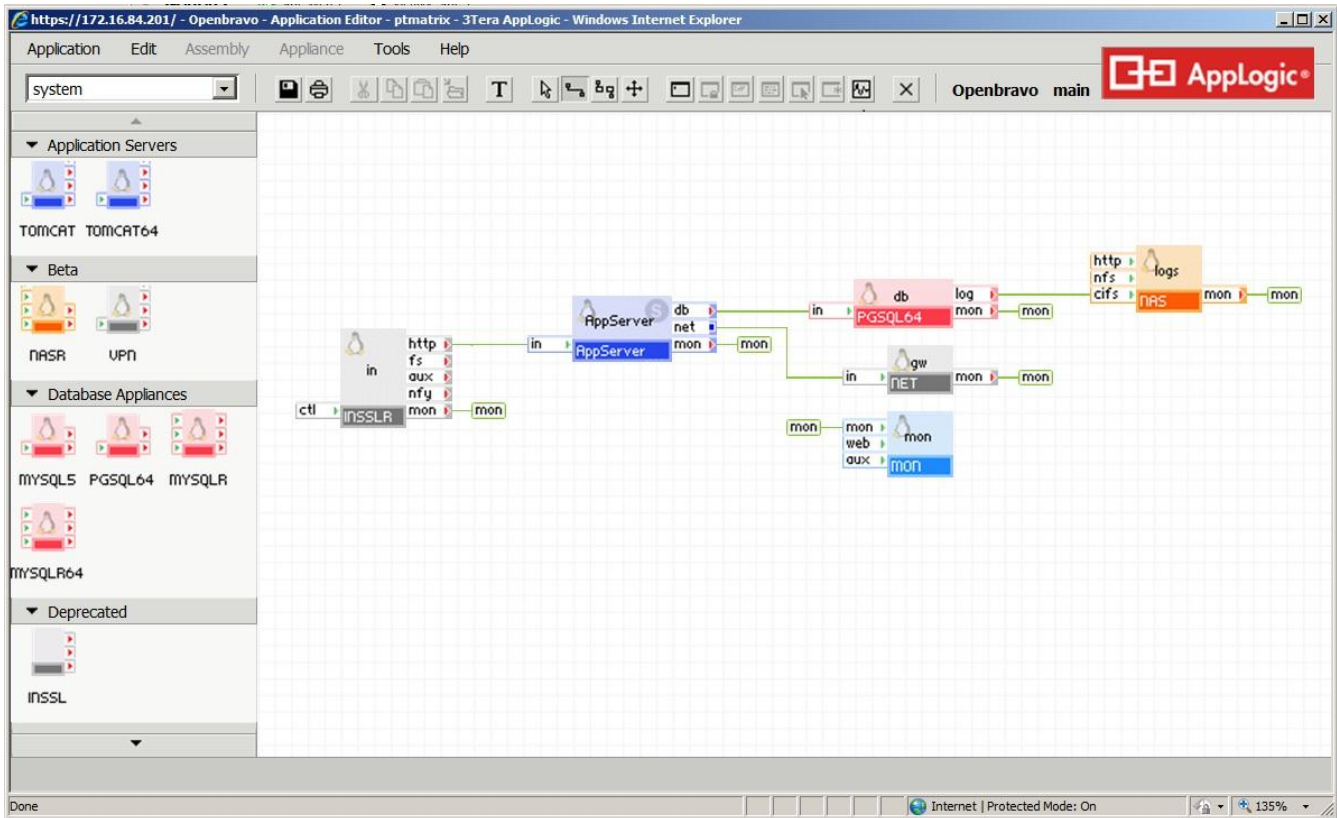 https://172.16.84.201/ - Openbravo - Application Editor - ptmatrix - 3Tera AppLogic - Windows Internet Explorer
Application Edit Assembly Appliance Tools Help
system
T
Openbravo main
AppLogic
Application Servers
TOMCAT TOMCAT64
Beta
NASR VPN
Database Appliances
MYSQL5 PGSQL64 MYSQLR
MYSQLR64
Deprecated
INSSL
in
ctl
INSSLR
http
fs
aux
nfy
mon
mon
in
AppServer
AppServer
db
net
mon
mon
in
db
PGSQL64
log
mon
mon
http
nfs
cifs
logs
NAS
mon
mon
in
gw
NET
mon
mon
mon
mon
web
aux
mon
MON
Done
Internet | Protected Mode: On
135%